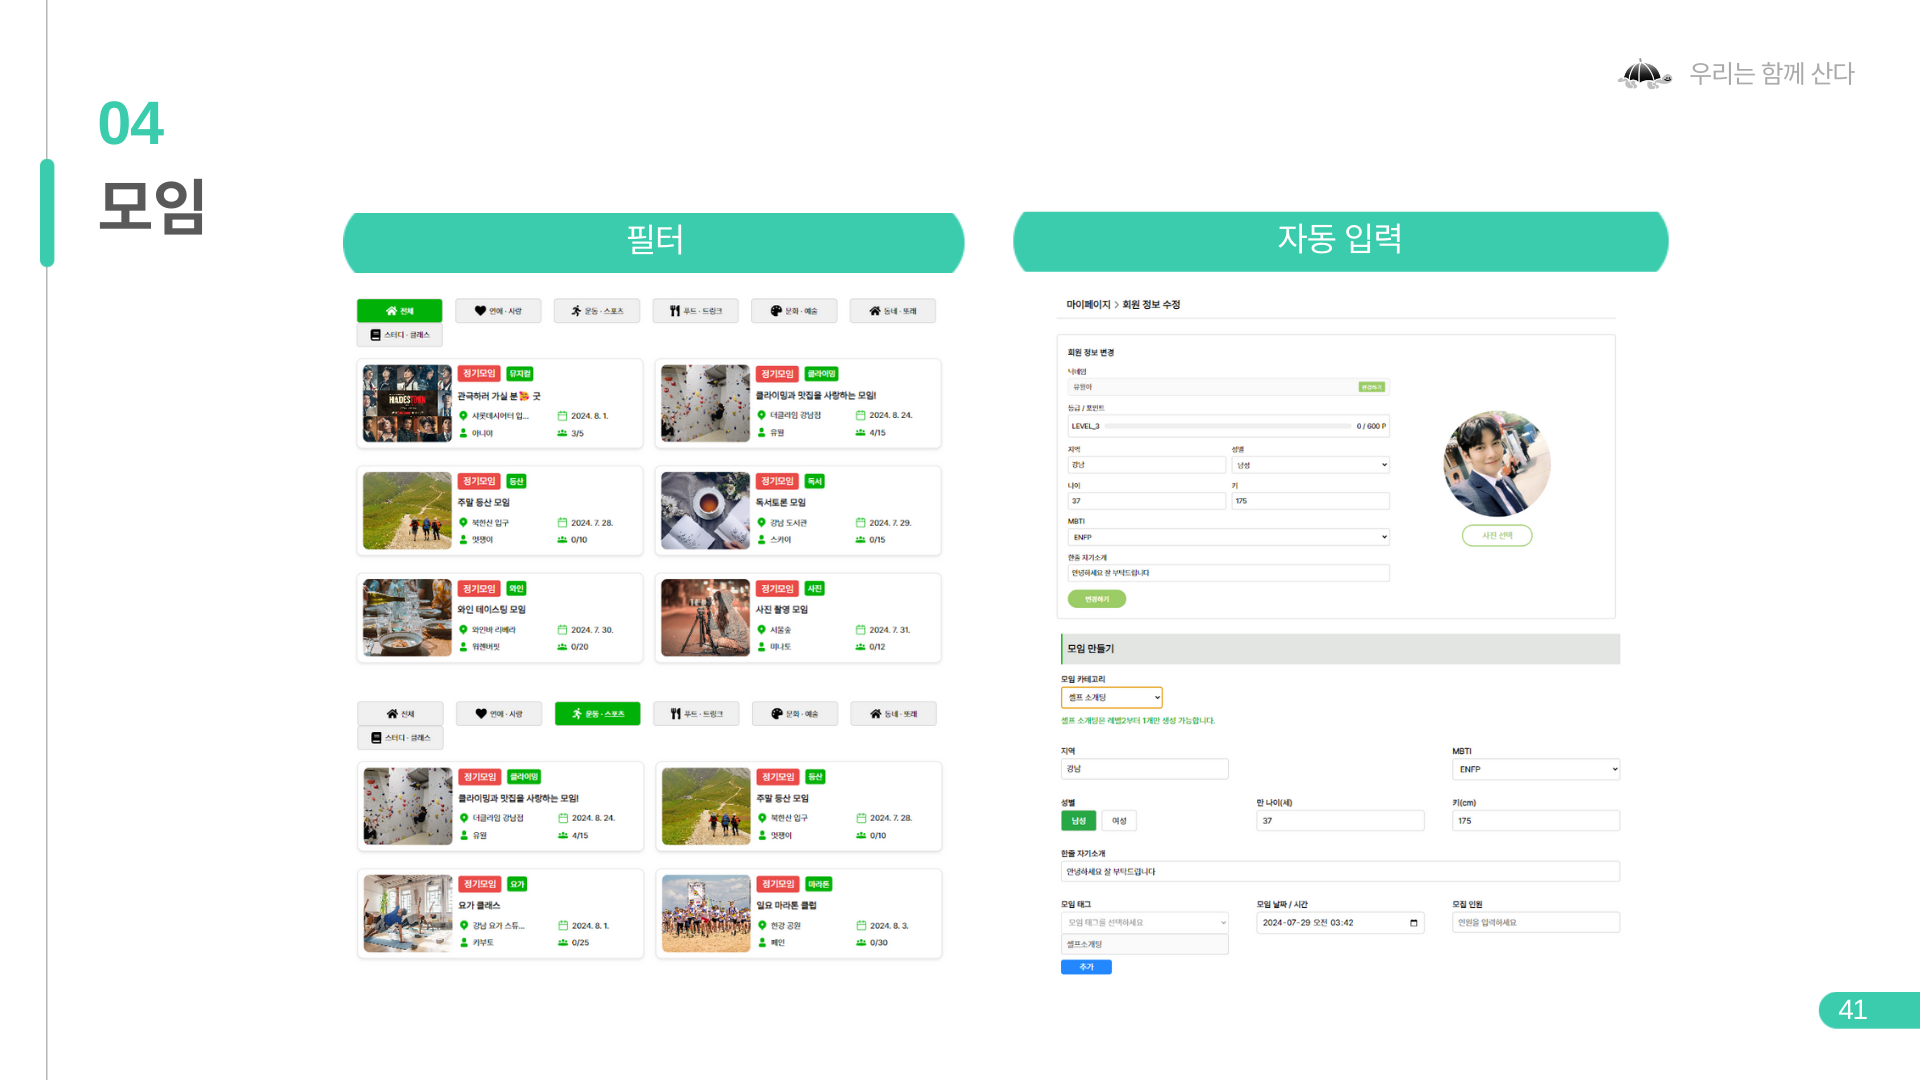 우리는 함께 산다
04
모임
필터
전체
연애 · 사랑
운동 · 스포츠
푸드 · 드링크
문화 · 예술
동네 · 또래
스터디 · 클래스
정기모임 뮤지컬
관극하러 가실 분 굿
샤롯데시어터 입...
2024. 8. 1.
아니야
3/5
정기모임 클라이밍
클라이밍과 맛집을 사랑하는 모임!
더클라임 강남점
2024. 8. 24.
유원
4/15
정기모임 등산
주말 등산 모임
북한산 입구
2024. 7. 28.
멋쟁이
0/10
정기모임 독서
독서토론 모임
강남 도서관
2024. 7. 29.
스카이
0/15
정기모임 와인
와인 테이스팅 모임
와인바 리베라
2024. 7. 30.
워렌버핏
0/20
정기모임 사진
사진 촬영 모임
서울숲
2024. 7. 31.
미나토
0/12
전체
연애 · 사랑
운동 · 스포츠
푸드 · 드링크
문화 · 예술
동네 · 또래
스터디 · 클래스
정기모임 클라이밍
클라이밍과 맛집을 사랑하는 모임!
더클라임 강남점
2024. 8. 24.
유원
4/15
정기모임 등산
주말 등산 모임
북한산 입구
2024. 7. 28.
멋쟁이
0/10
정기모임 요가
요가 클래스
강남 요가 스튜...
2024. 8. 1.
카부토
0/25
정기모임 마라톤
일요 마라톤 클럽
한강 공원
2024. 8. 3.
페인
0/30
자동 입력
마이페이지 > 회원 정보 수정
회원 정보 변경
닉네임
유원아
변경하기
등급 / 포인트
LEVEL_3
0 / 600 P
지역
성별
강남
남성
나이
키
37
175
MBTI
ENFP
한줄 자기소개
안녕하세요 잘 부탁드립니다
변경하기
사진 선택
모임 만들기
모임 카테고리
셀프 소개팅
셀프 소개팅은 레벨2부터 1개만 생성 가능합니다.
지역
MBTI
강남
ENFP
성별
만 나이(세)
키(cm)
남성
여성
37
175
한줄 자기소개
안녕하세요 잘 부탁드립니다
모임 태그
모임 날짜 / 시간
모집 인원
모임 태그를 선택하세요
2024-07-29 오전 03:42
인원을 입력하세요
셀프소개팅
추가
41